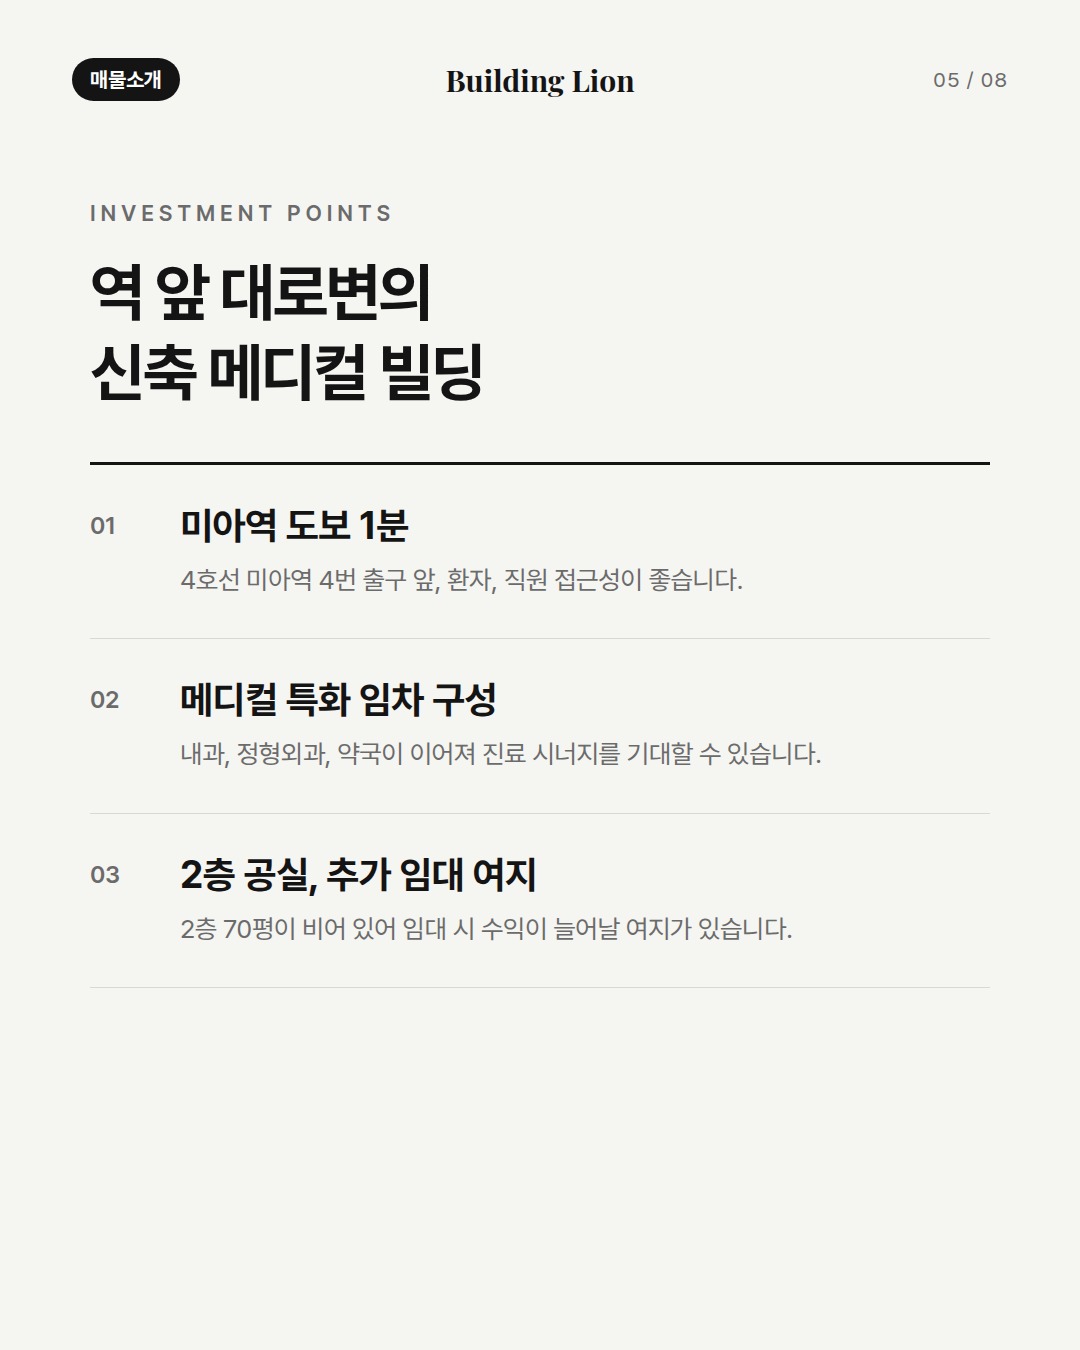 매물소개
Building Lion
05 / 08
INVESTMENT POINTS
역 앞 대로변의
신축 메디컬 빌딩
01
미아역 도보 1분
4호선 미아역 4번 출구 앞, 환자, 직원 접근성이 좋습니다.
02
메디컬 특화 임차 구성
내과, 정형외과, 약국이 이어져 진료 시너지를 기대할 수 있습니다.
03
2층 공실, 추가 임대 여지
2층 70평이 비어 있어 임대 시 수익이 늘어날 여지가 있습니다.